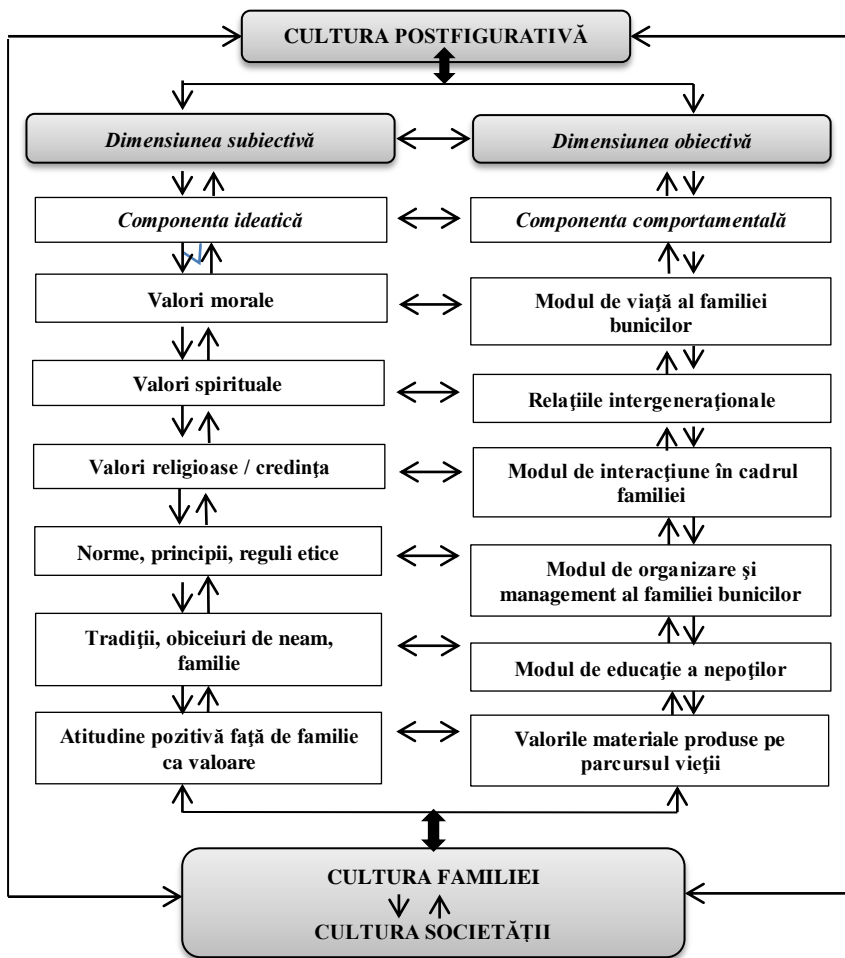 CULTURA POSTFIGURATIVĂ
Dimensiunea subiectivă
Dimensiunea obiectivă
Componenta ideatică
Componenta comportamentală
Valori morale
Modul de viaţă al familiei
bunicilor
Valori spirituale
Relaţiile intergeneraţionale
Valori religioase / credinţa
Modul de interacţiune în cadrul
familiei
Norme, principii, reguli etice
Modul de organizare şi
management al familiei bunicilor
Tradiţii, obiceiuri de neam,
familie
Modul de educaţie a nepoţilor
Atitudine pozitivă faţă de familie
ca valoare
Valorile materiale produse pe
parcursul vieţii
CULTURA FAMILIEI
CULTURA SOCIETĂȚII